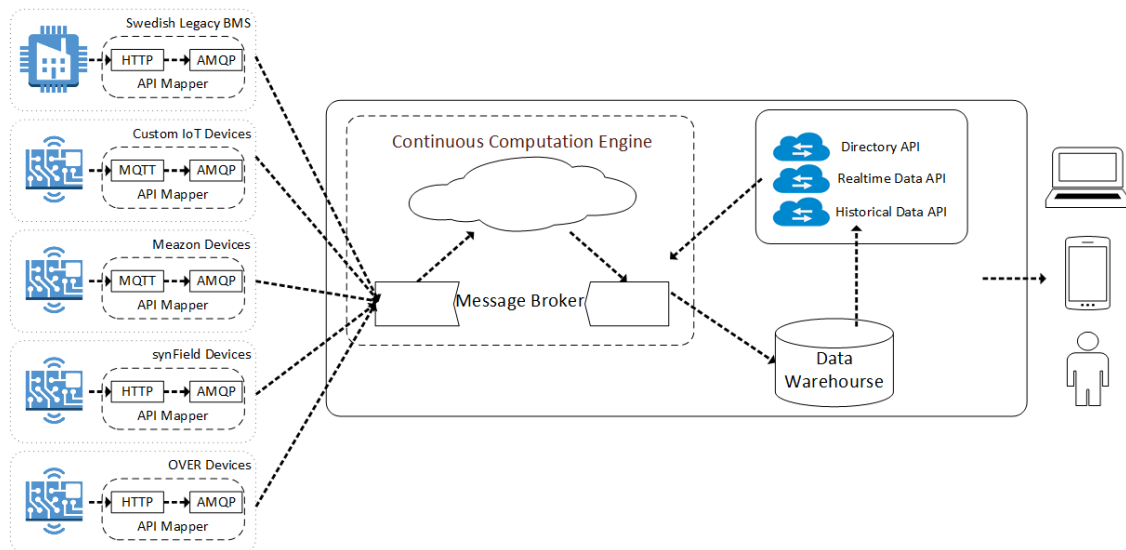 Swedish Legacy BMS
HTTP
AMQP
API Mapper
Custom IoT Devices
MQTT
AMQP
API Mapper
Meazon Devices
MQTT
AMQP
API Mapper
synField Devices
HTTP
AMQP
API Mapper
OVER Devices
HTTP
AMQP
API Mapper
Continuous Computation Engine
Message Broker
Directory API
Realtime Data API
Historical Data API
Data
Warehourse